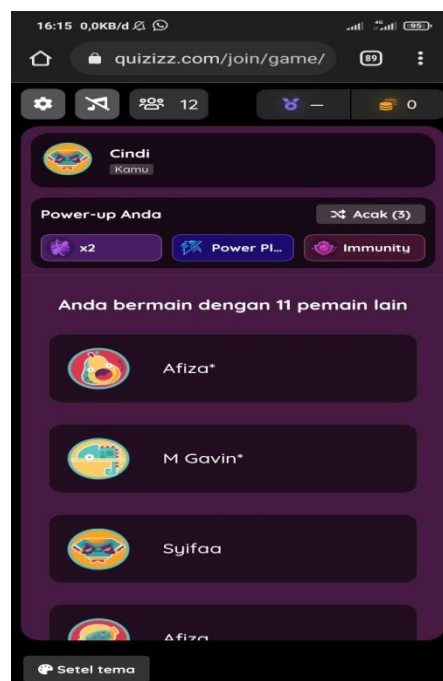 16:15 0,0KB/d 4G 95
quizizz.com/join/game/ 89
12 — 0
Cindi
Kamu
Power-up Anda Acak (3)
x2 Power Pl... Immunity
Anda bermain dengan 11 pemain lain
Afiza*
M Gavin*
Syifaa
Afiza
Setel tema